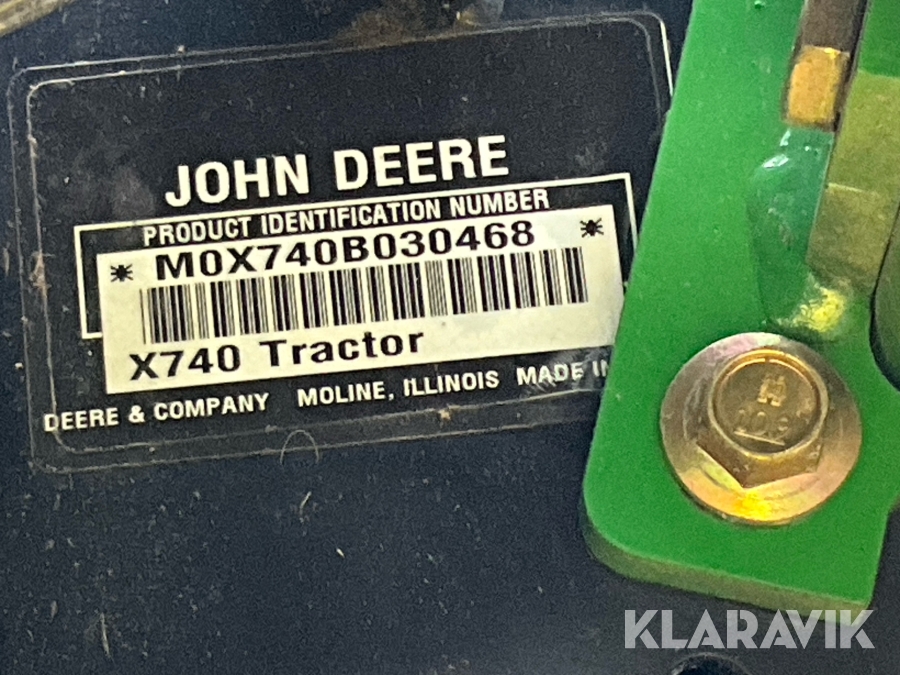 JOHN DEERE
PRODUCT IDENTIFICATION NUMBER
* M0X740B030468 *
X740 Tractor
DEERE & COMPANY MOLINE, ILLINOIS MADE IN
H
KLARAVIK